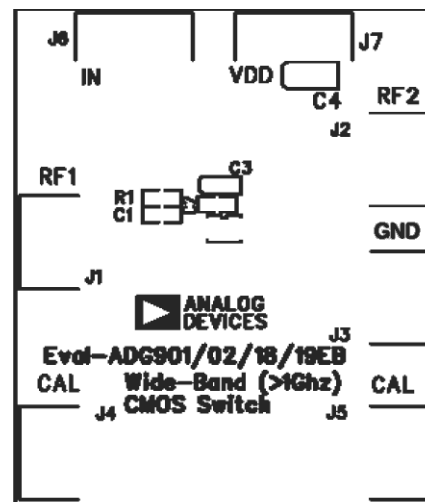 J6
J7
IN
VDD
C4
RF2
J2
RF1
C3
R1
C1
GND
J1
ANALOG
DEVICES
J3
Eval-ADG901/02/18/19EB
CAL
Wide-Band (>1Ghz)
CAL
J4
CMOS Switch
J5